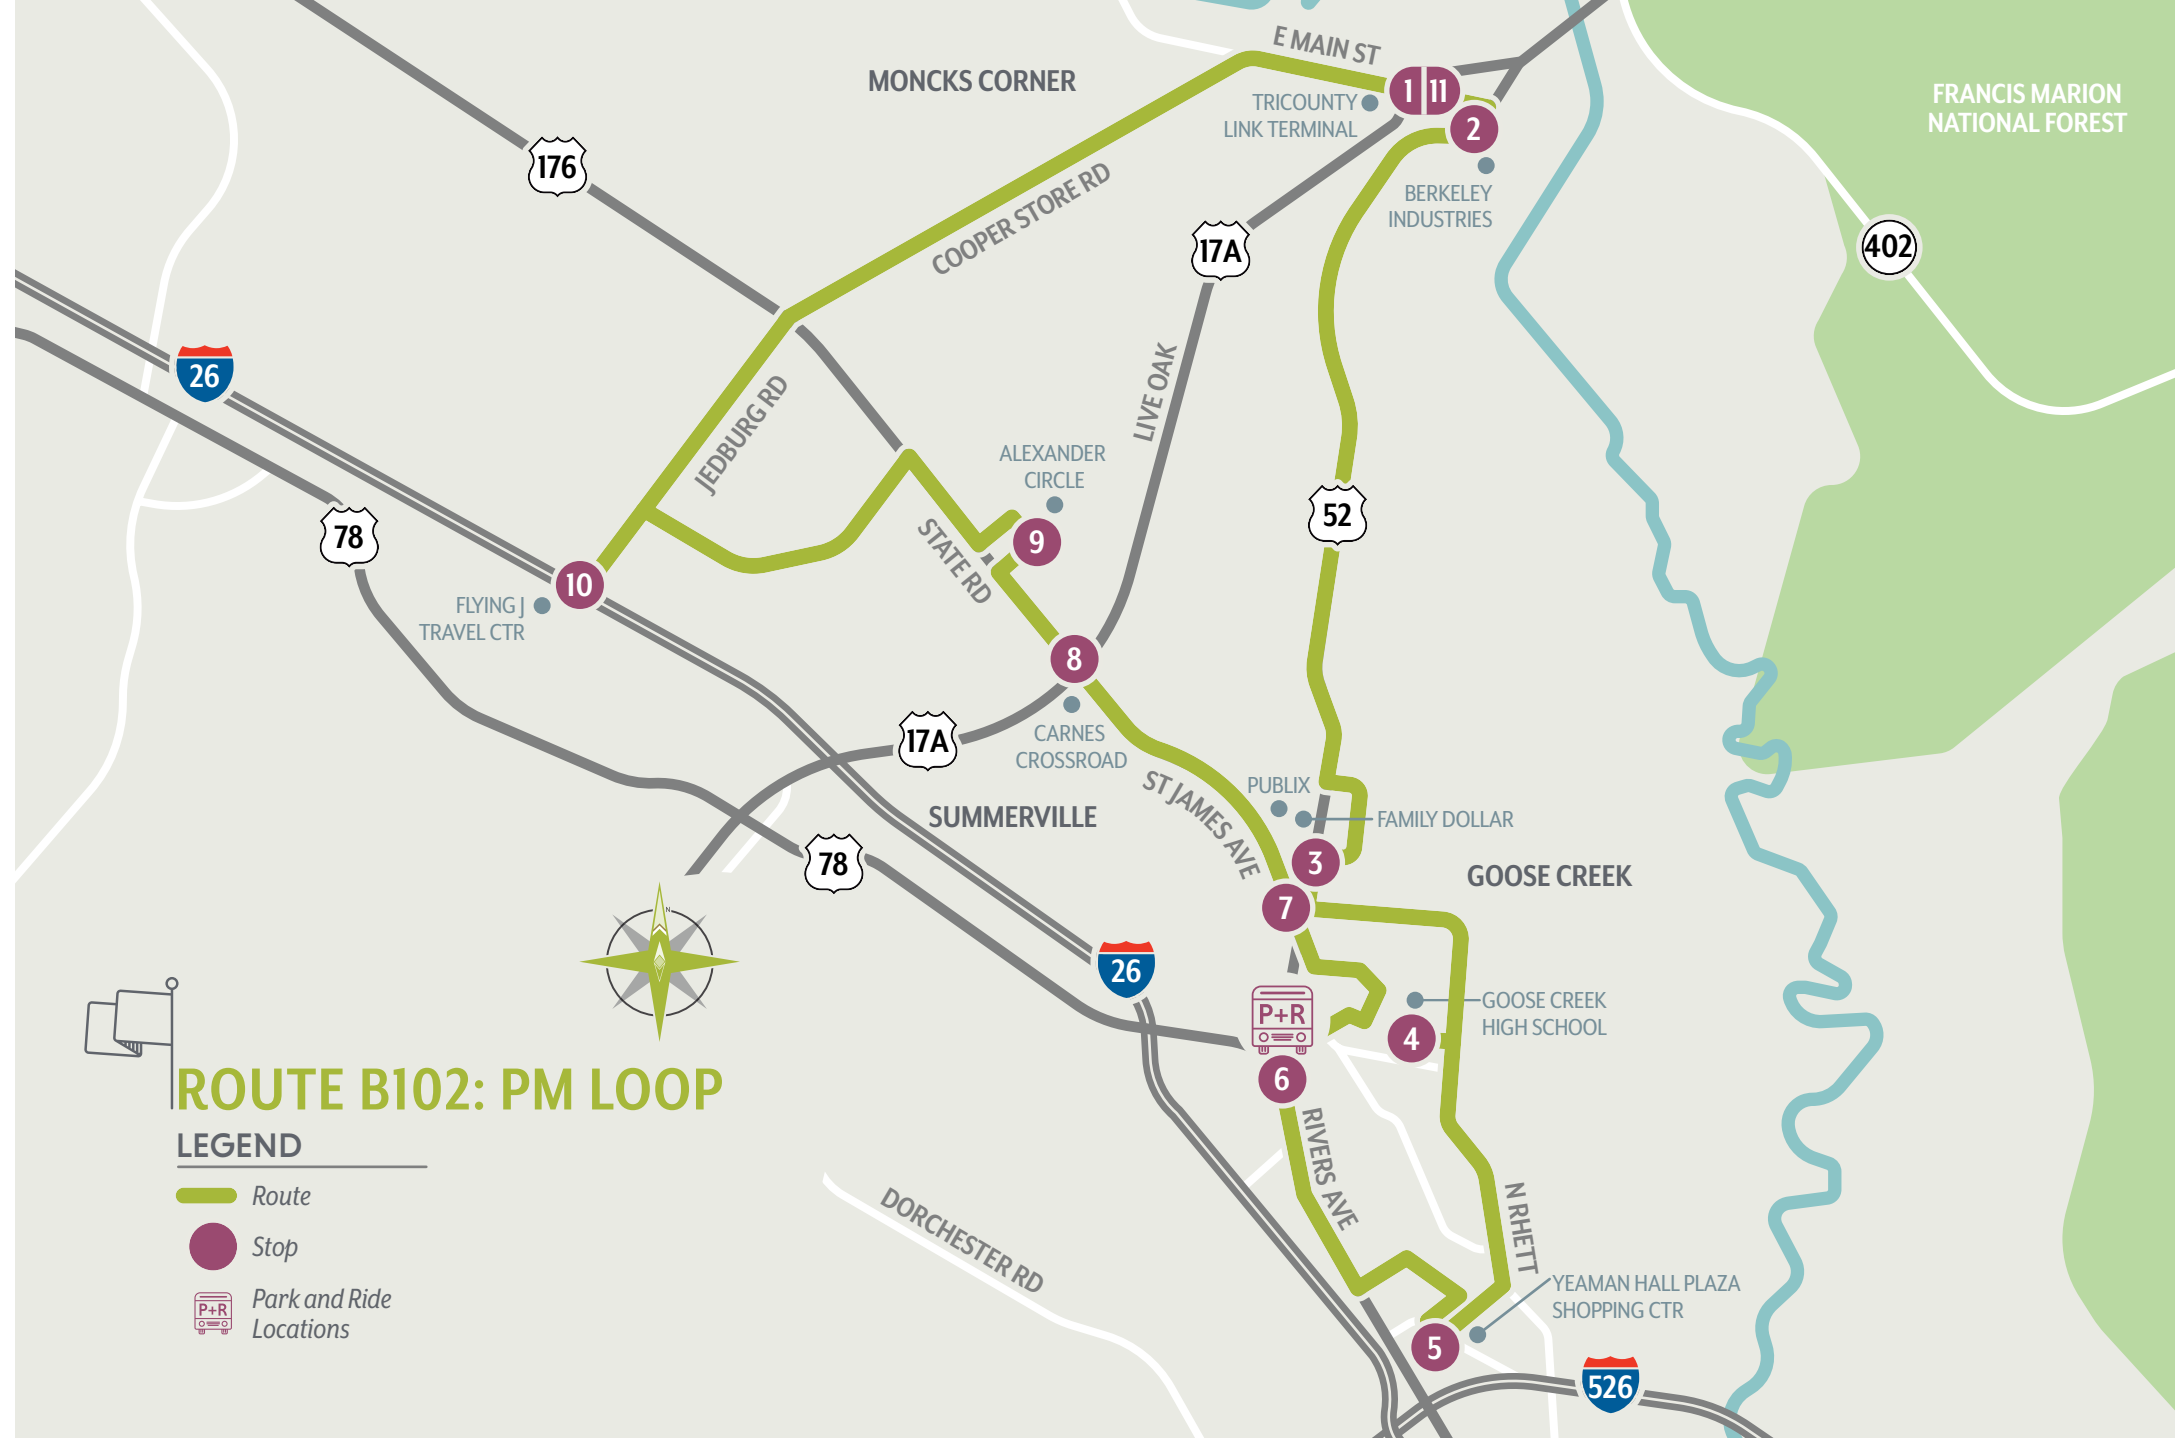 E MAIN ST
MONCKS CORNER
1 11
TRICOUNTY
LINK TERMINAL
2
FRANCIS MARION
NATIONAL FOREST
176
BERKELEY
INDUSTRIES
COOPER STORE RD
17A
402
26
JEDBURG RD
LIVE OAK
ALEXANDER
CIRCLE
78
52
STATE RD
9
10
FLYING J
TRAVEL CTR
8
17A
CARNES
CROSSROAD
ST JAMES AVE
PUBLIX
FAMILY DOLLAR
SUMMERVILLE
78
3
GOOSE CREEK
7
N
26
P+R
GOOSE CREEK
HIGH SCHOOL
4
6
ROUTE B102: PM LOOP
LEGEND
Route
Stop
P+R
Park and Ride
Locations
RIVERS AVE
DORCHESTER RD
N RHETT
YEAMAN HALL PLAZA
SHOPPING CTR
5
526